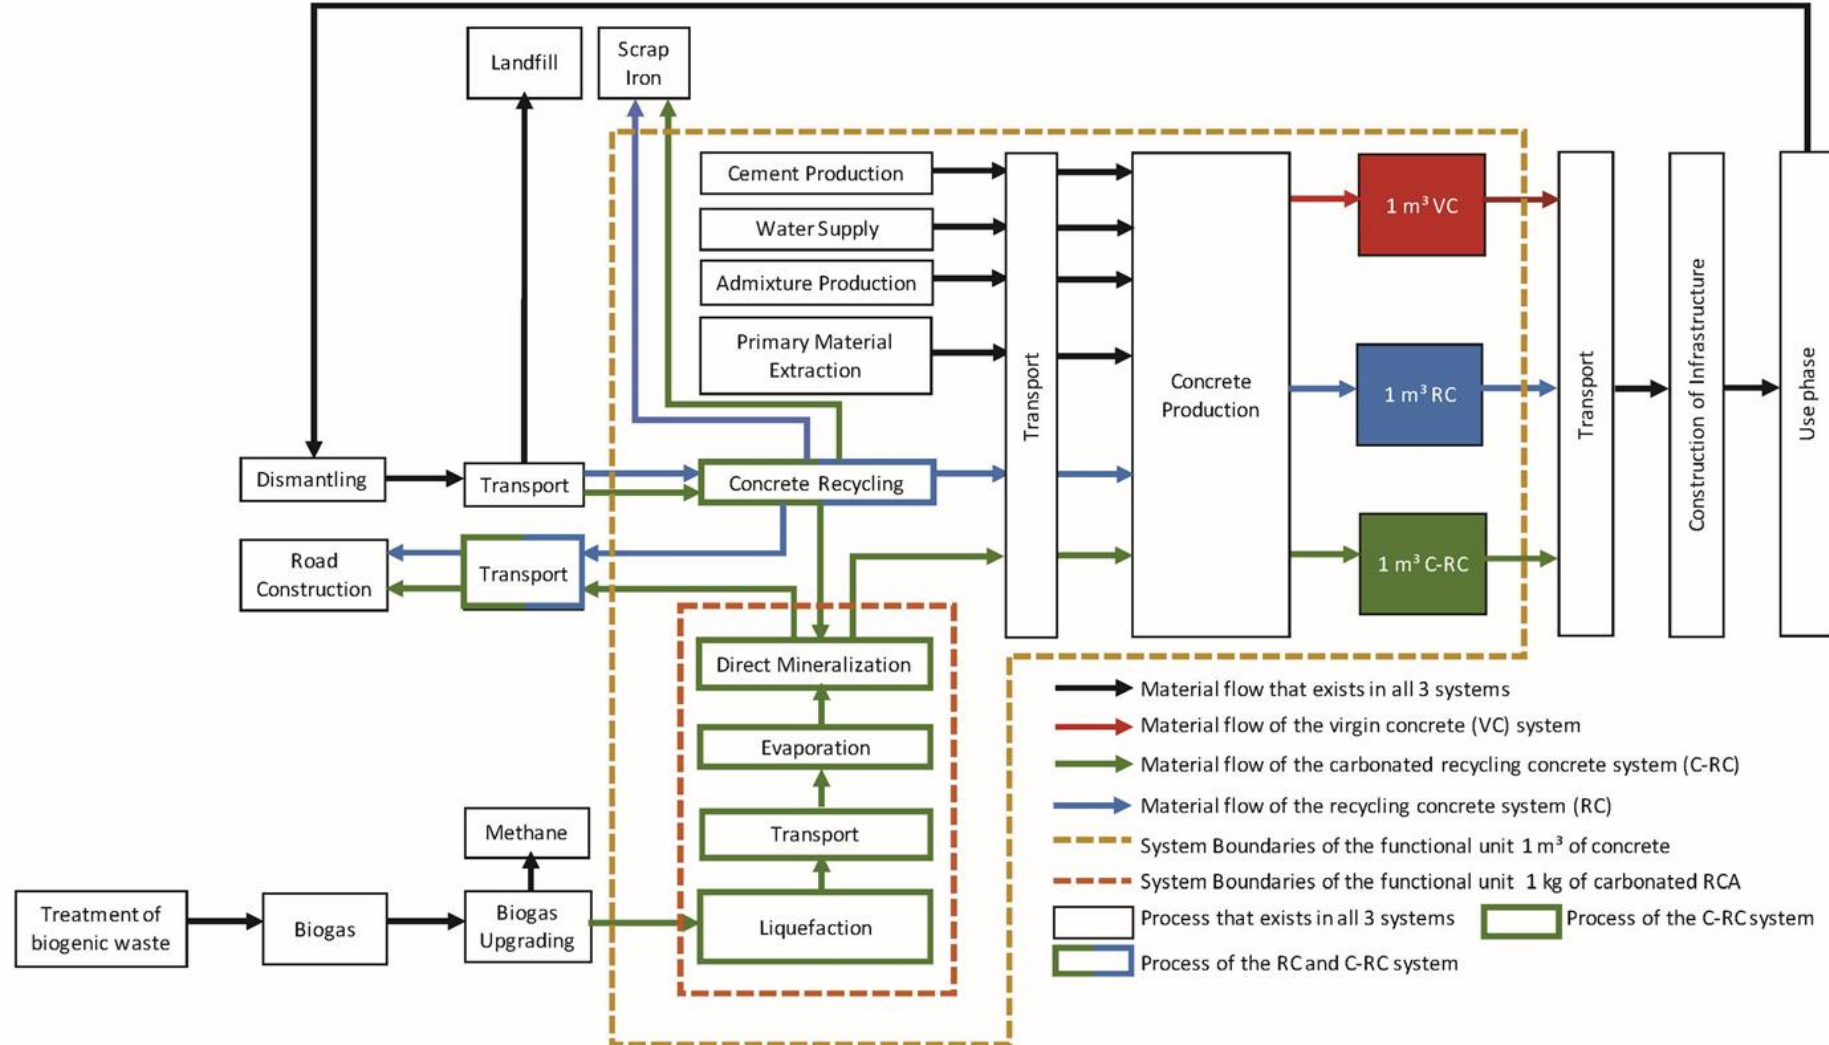 Landfill
Scrap
Iron
Cement Production
Water Supply
Admixture Production
Primary Material
Extraction
Transport
Concrete
Production
1 m³ VC
1 m³ RC
1 m³ C-RC
Transport
Construction of Infrastructure
Use phase
Dismantling
Transport
Concrete Recycling
Road
Construction
Transport
Direct Mineralization
Evaporation
Transport
Liquefaction
Methane
Treatment of
biogenic waste
Biogas
Biogas
Upgrading
Material flow that exists in all 3 systems
Material flow of the virgin concrete (VC) system
Material flow of the carbonated recycling concrete system (C-RC)
Material flow of the recycling concrete system (RC)
System Boundaries of the functional unit 1 m³ of concrete
System Boundaries of the functional unit 1 kg of carbonated RCA
Process that exists in all 3 systems
Process of the C-RC system
Process of the RC and C-RC system